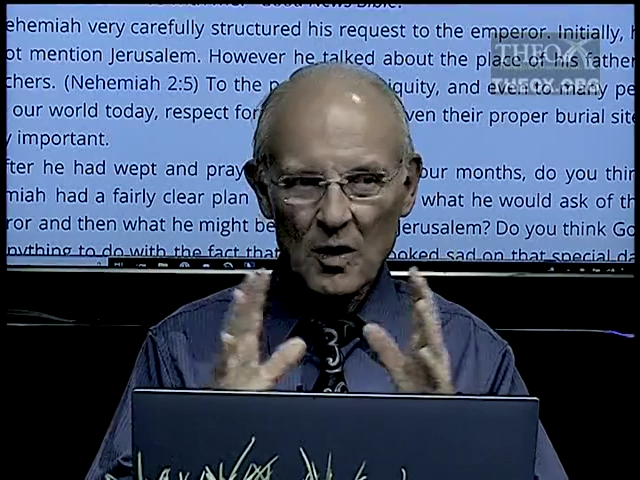 Good News Bible.
ehemiah very carefully structured his request to the emperor. Initially, h
ot mention Jerusalem. However he talked about the place of his father
chers. (Nehemiah 2:5) To the p iquity, and even to many pe
our world today, respect for ven their proper burial site
y important.
fter he had wept and pray our months, do you thin
miah had a fairly clear plan what he would ask of th
ror and then what he might be Jerusalem? Do you think Go
nything to do with the fact that ooked sad on that special da
THEOX
THEOX.ORG